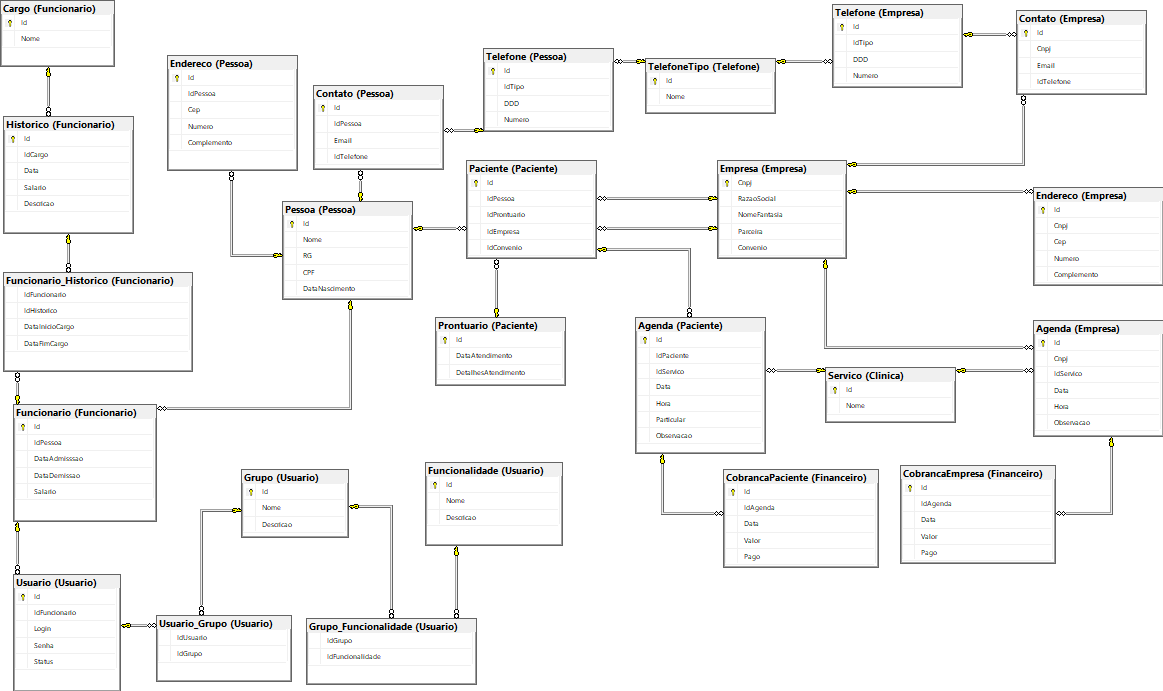 Cargo (Funcionario)
Id
Nome
Historico (Funcionario)
Id
IdCargo
Data
Salario
Descricao
Funcionario_Historico (Funcionario)
IdFuncionario
IdHistorico
DataInicioCargo
DataFimCargo
Funcionario (Funcionario)
Id
IdPessoa
DataAdmisssao
DataDemissao
Salario
Usuario (Usuario)
Id
IdFuncionario
Login
Senha
Status
Endereco (Pessoa)
Id
IdPessoa
Cep
Numero
Complemento
Contato (Pessoa)
Id
IdPessoa
Email
IdTelefone
Pessoa (Pessoa)
Id
Nome
RG
CPF
DataNascimento
Telefone (Pessoa)
Id
IdTipo
DDD
Numero
TelefoneTipo (Telefone)
Id
Nome
Telefone (Empresa)
Id
IdTipo
DDD
Numero
Contato (Empresa)
Id
Cnpj
Email
IdTelefone
Paciente (Paciente)
Id
IdPessoa
IdProntuario
IdEmpresa
IdConvenio
Empresa (Empresa)
Cnpj
RazaoSocial
NomeFantasia
Parceira
Convenio
Endereco (Empresa)
Id
Cnpj
Cep
Numero
Complemento
Prontuario (Paciente)
Id
DataAtendimento
DetalhesAtendimento
Agenda (Paciente)
Id
IdPaciente
IdServico
Data
Hora
Particular
Observacao
Servico (Clinica)
Id
Nome
Agenda (Empresa)
Id
Cnpj
IdServico
Data
Hora
Observacao
Grupo (Usuario)
Id
Nome
Descricao
Funcionalidade (Usuario)
Id
Nome
Descricao
CobrancaPaciente (Financeiro)
Id
IdAgenda
Data
Valor
Pago
CobrancaEmpresa (Financeiro)
Id
IdAgenda
Data
Valor
Pago
Usuario_Grupo (Usuario)
IdUsuario
IdGrupo
Grupo_Funcionalidade (Usuario)
IdGrupo
IdFuncionalidade